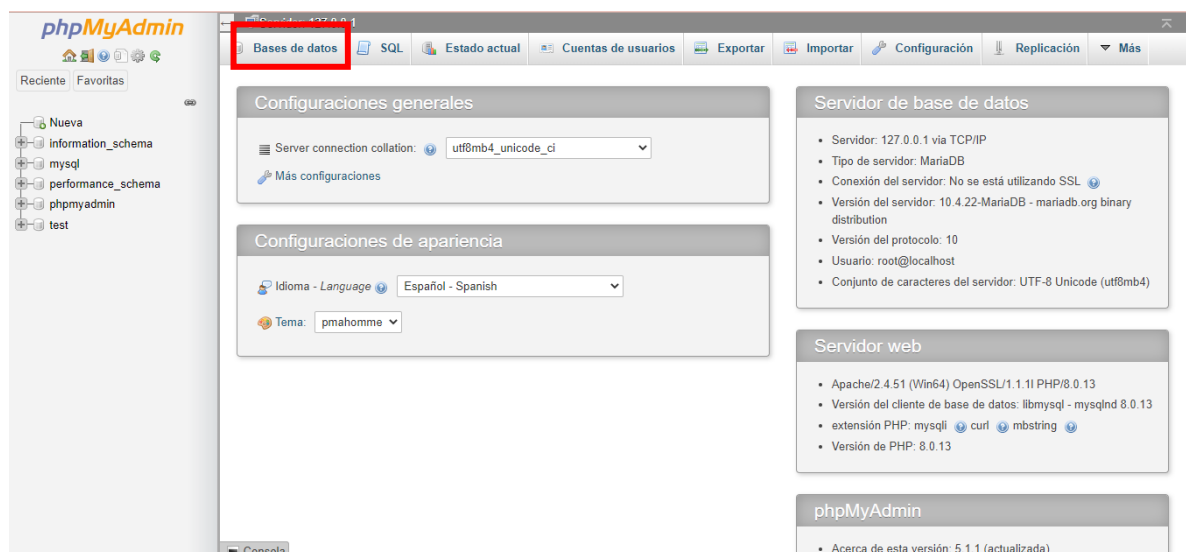 phpMyAdmin
Reciente Favoritas
Nueva
information_schema
mysql
performance_schema
phpmyadmin
test
Servidor: 127.0.0.1
Bases de datos SQL Estado actual Cuentas de usuarios Exportar Importar Configuración Replicación Más
Configuraciones generales
Server connection collation: utf8mb4_unicode_ci
Más configuraciones
Configuraciones de apariencia
Idioma - Language Español - Spanish
Tema: pmahomme
Servidor de base de datos
• Servidor: 127.0.0.1 via TCP/IP
• Tipo de servidor: MariaDB
• Conexión del servidor: No se está utilizando SSL
• Versión del servidor: 10.4.22-MariaDB - mariadb.org binary
distribution
• Versión del protocolo: 10
• Usuario: root@localhost
• Conjunto de caracteres del servidor: UTF-8 Unicode (utf8mb4)
Servidor web
• Apache/2.4.51 (Win64) OpenSSL/1.1.1l PHP/8.0.13
• Versión del cliente de base de datos: libmysql - mysqlnd 8.0.13
• extensión PHP: mysqli curl mbstring
• Versión de PHP: 8.0.13
phpMyAdmin
• Acerca de esta versión: 5.1.1 (actualizada)
Consola